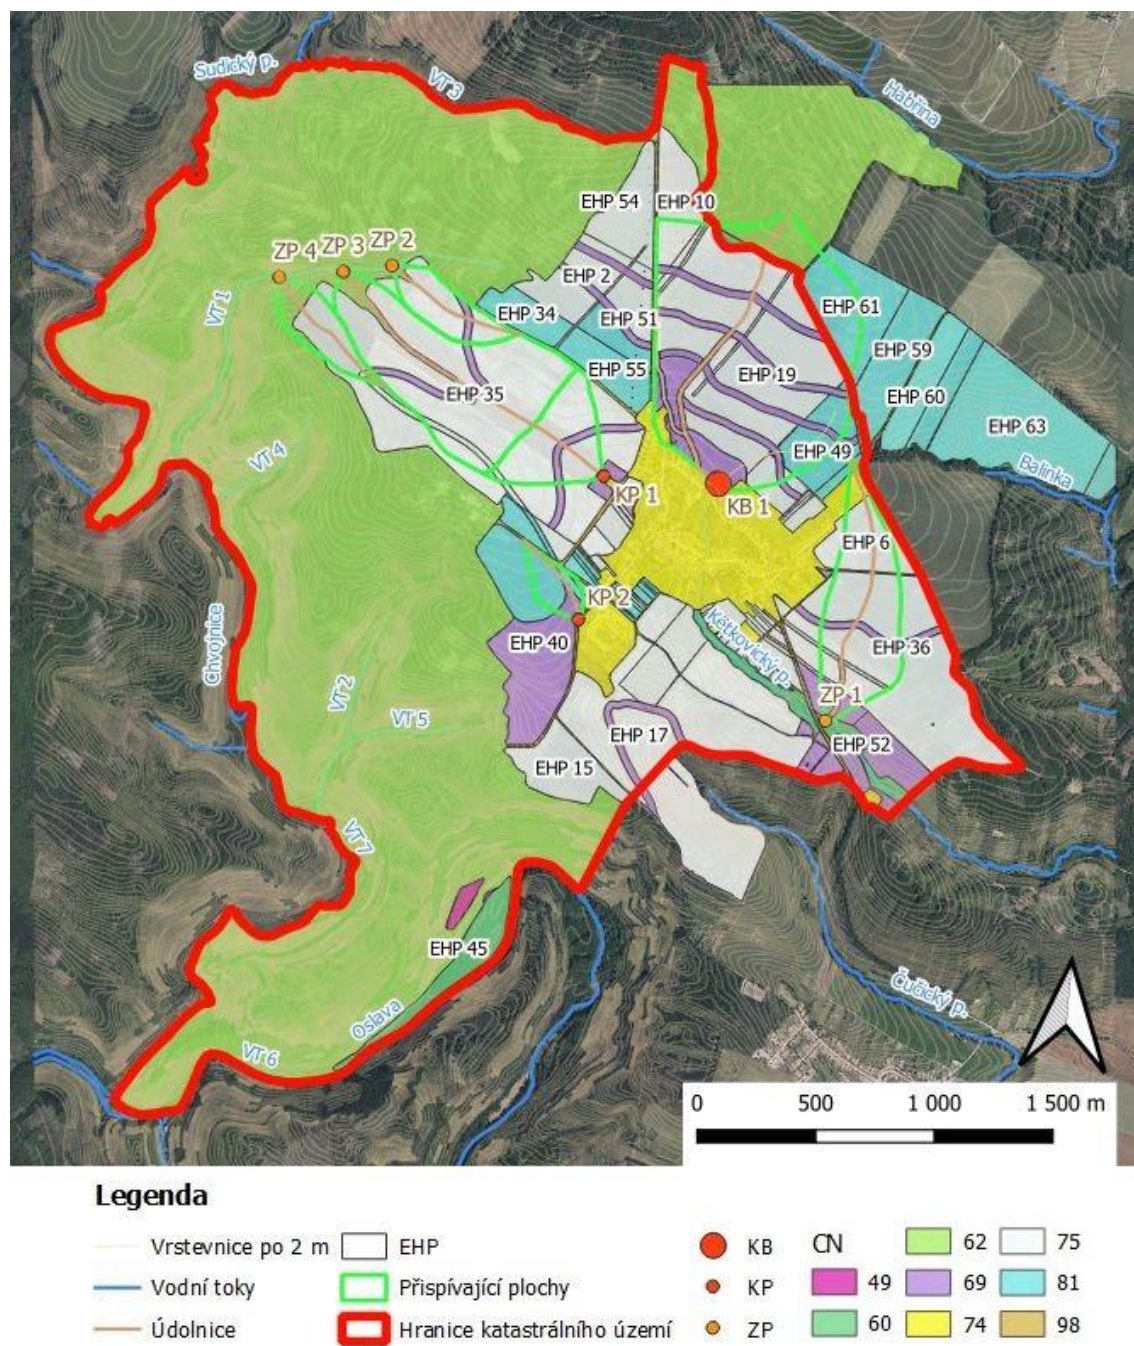 Sudický p.
VT 3
Habřina
EHP 54
EHP 10
ZP 4
ZP 3
ZP 2
EHP 2
VT 1
EHP 34
EHP 51
EHP 61
EHP 59
EHP 55
EHP 19
EHP 35
EHP 60
EHP 63
VT 4
EHP 49
Balinka
KP 1
KB 1
EHP 6
KP 2
Chvojnice
EHP 40
Kětkovický p.
EHP 36
VT 2
VT 5
ZP 1
EHP 17
EHP 52
EHP 15
VT 7
EHP 45
Oslava
Čučický p.
VT 6
0 500 1 000 1 500 m
Legenda
Vrstevnice po 2 m
EHP
KB
CN
62
75
Vodní toky
Přispívající plochy
KP
49
69
81
Údolnice
Hranice katastrálního území
ZP
60
74
98